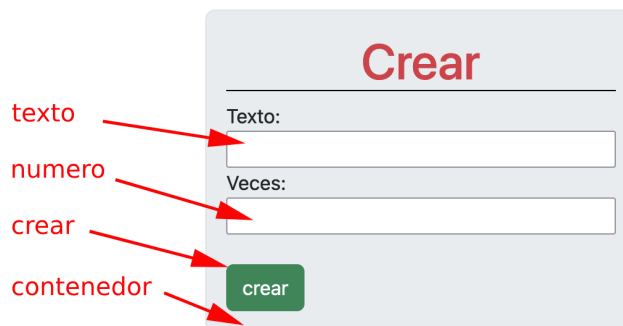 Crear
texto
Texto:
numero
Veces:
crear
crear
contenedor